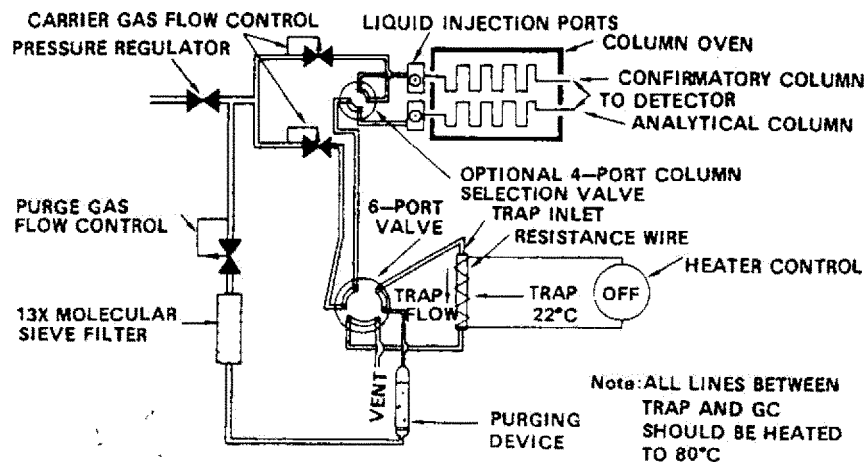 CARRIER GAS FLOW CONTROL
PRESSURE REGULATOR
LIQUID INJECTION PORTS
COLUMN OVEN
CONFIRMATORY COLUMN
TO DETECTOR
ANALYTICAL COLUMN
OPTIONAL 4-PORT COLUMN
SELECTION VALVE
PURGE GAS
FLOW CONTROL
6-PORT
VALVE
TRAP INLET
RESISTANCE WIRE
HEATER CONTROL
13X MOLECULAR
SIEVE FILTER
TRAP
FLOW
TRAP
22°C
OFF
VENT
PURGING
DEVICE
Note: ALL LINES BETWEEN
TRAP AND GC
SHOULD BE HEATED
TO 80°C